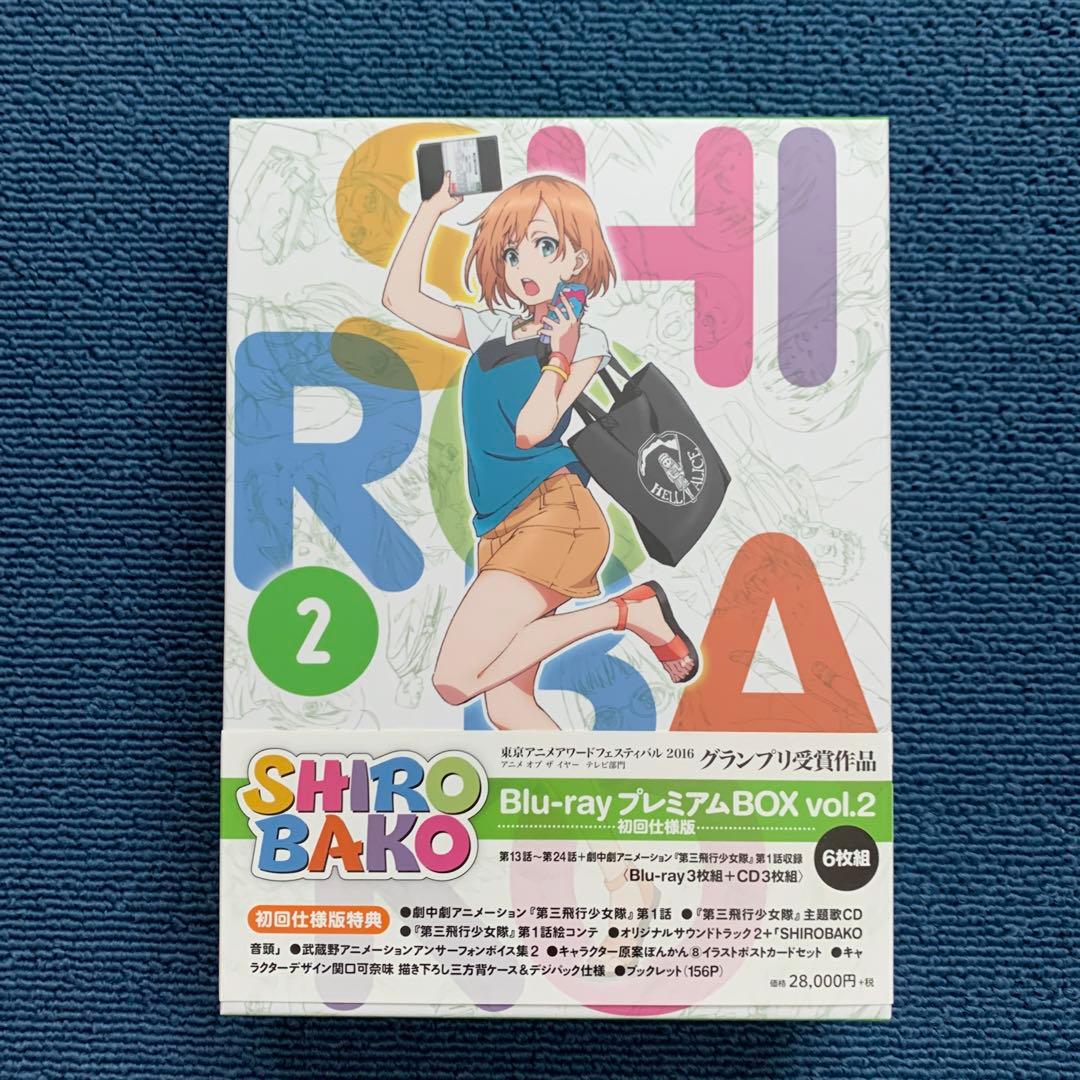 SHI
RO
BA
2
HELL ALICE
SHIRO
BAKO
東京アニメアワードフェスティバル 2016 グランプリ受賞作品
アニメ オブ ザ イヤー テレビ部門
Blu-ray プレミアムBOX vol.2
初回仕様版
第13話～第24話＋劇中劇アニメーション『第三飛行少女隊』第1話収録
〈Blu-ray3枚組＋CD3枚組〉
6枚組
初回仕様版特典
●劇中劇アニメーション『第三飛行少女隊』第1話 ●『第三飛行少女隊』主題歌CD
●『第三飛行少女隊』第1話絵コンテ ●オリジナルサウンドトラック2＋「SHIROBAKO
音頭」 ●武蔵野アニメーションアンサーフォンボイス集2 ●キャラクター原案ぽんかん⑧イラストポストカードセット ●キャ
ラクターデザイン関口可奈味 描き下ろし三方背ケース＆デジパック仕様 ●ブックレット(156P)
価格 28,000円+税